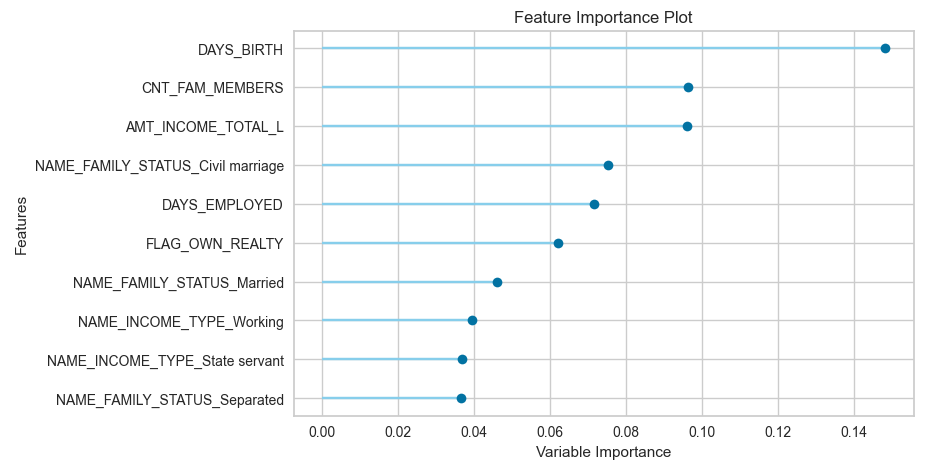 Feature Importance Plot
DAYS_BIRTH
CNT_FAM_MEMBERS
AMT_INCOME_TOTAL_L
NAME_FAMILY_STATUS_Civil marriage
DAYS_EMPLOYED
FLAG_OWN_REALTY
NAME_FAMILY_STATUS_Married
NAME_INCOME_TYPE_Working
NAME_INCOME_TYPE_State servant
NAME_FAMILY_STATUS_Separated
Features
0.00 0.02 0.04 0.06 0.08 0.10 0.12 0.14
Variable Importance